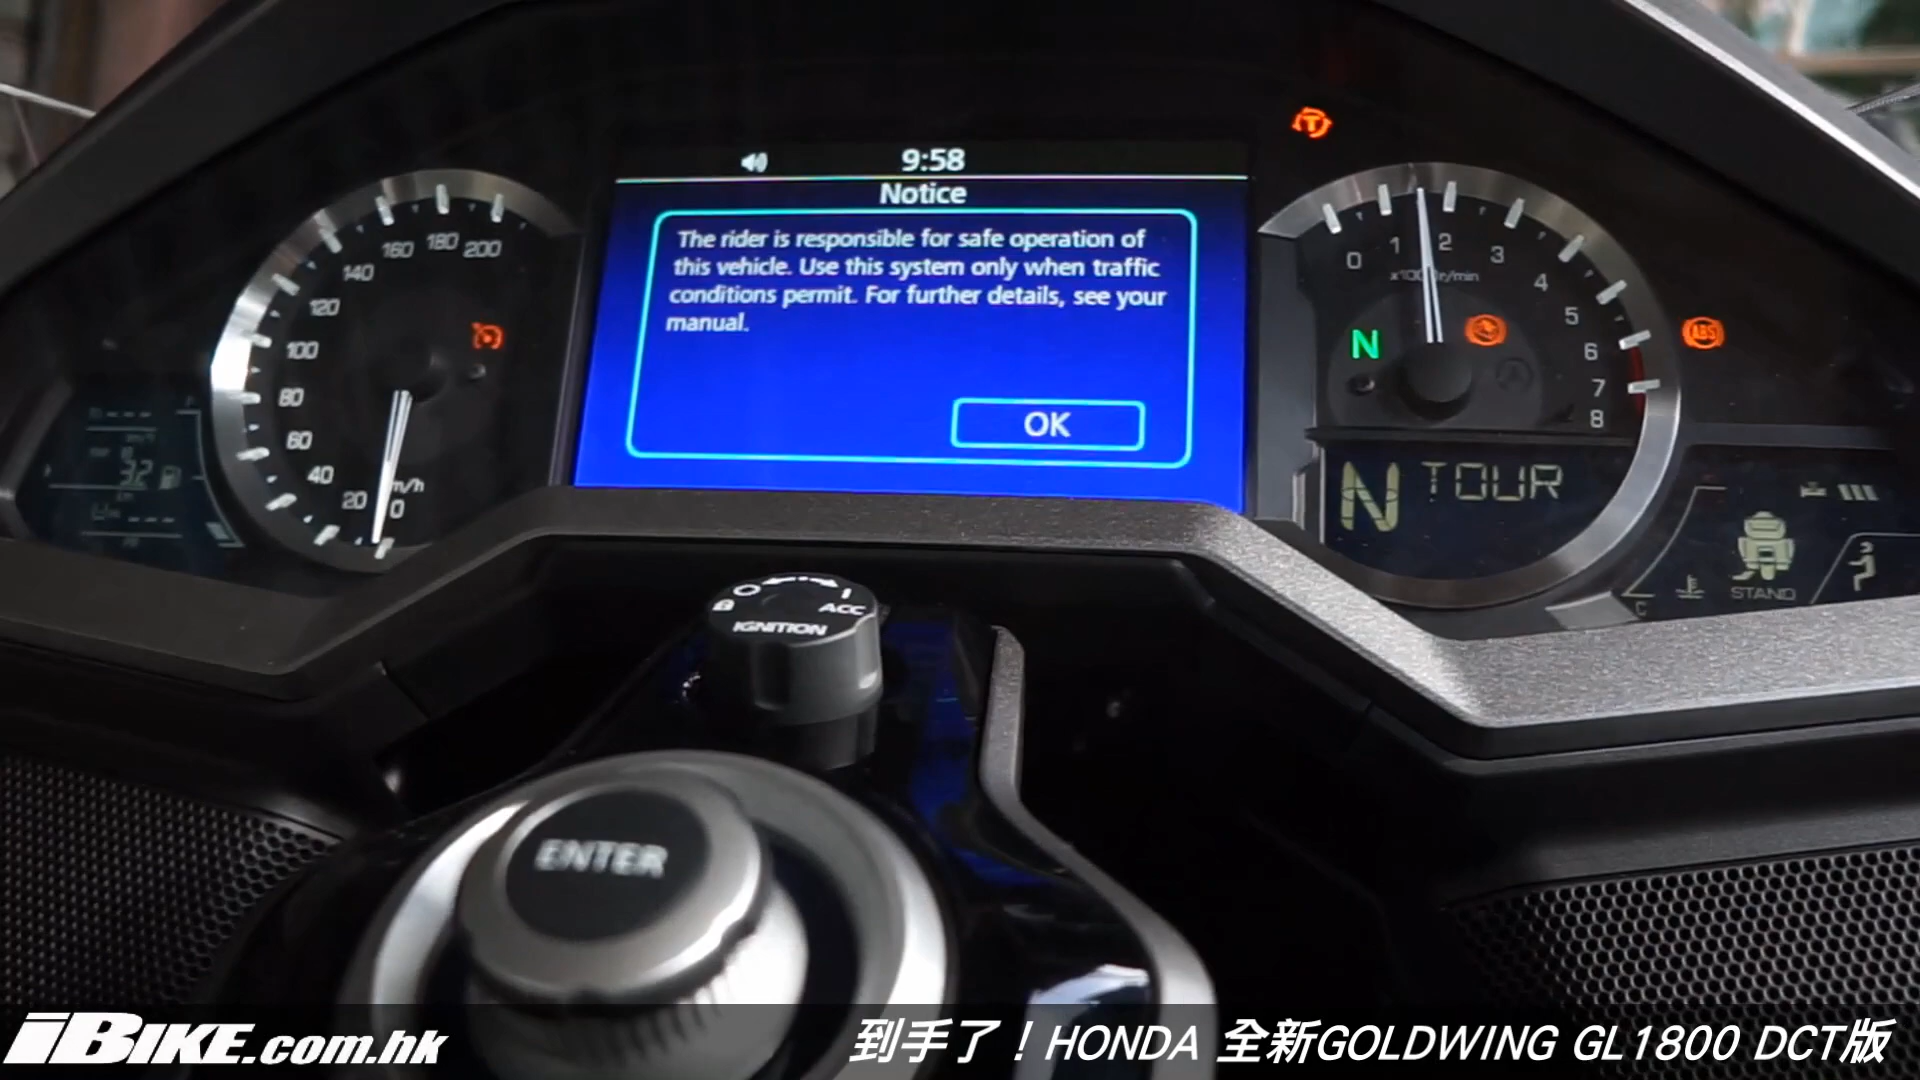 9:58
Notice
The rider is responsible for safe operation of
this vehicle. Use this system only when traffic
conditions permit. For further details, see your
manual.
OK
0
20
40
60
80
100
120
140
160
180
200
0
1
2
3
4
5
6
7
8
N
ABS
N TOUR
32
STAND
C
ACC
IGNITION
ENTER
iBIKE.com.hk
到手了！HONDA 全新GOLDWING GL1800 DCT版